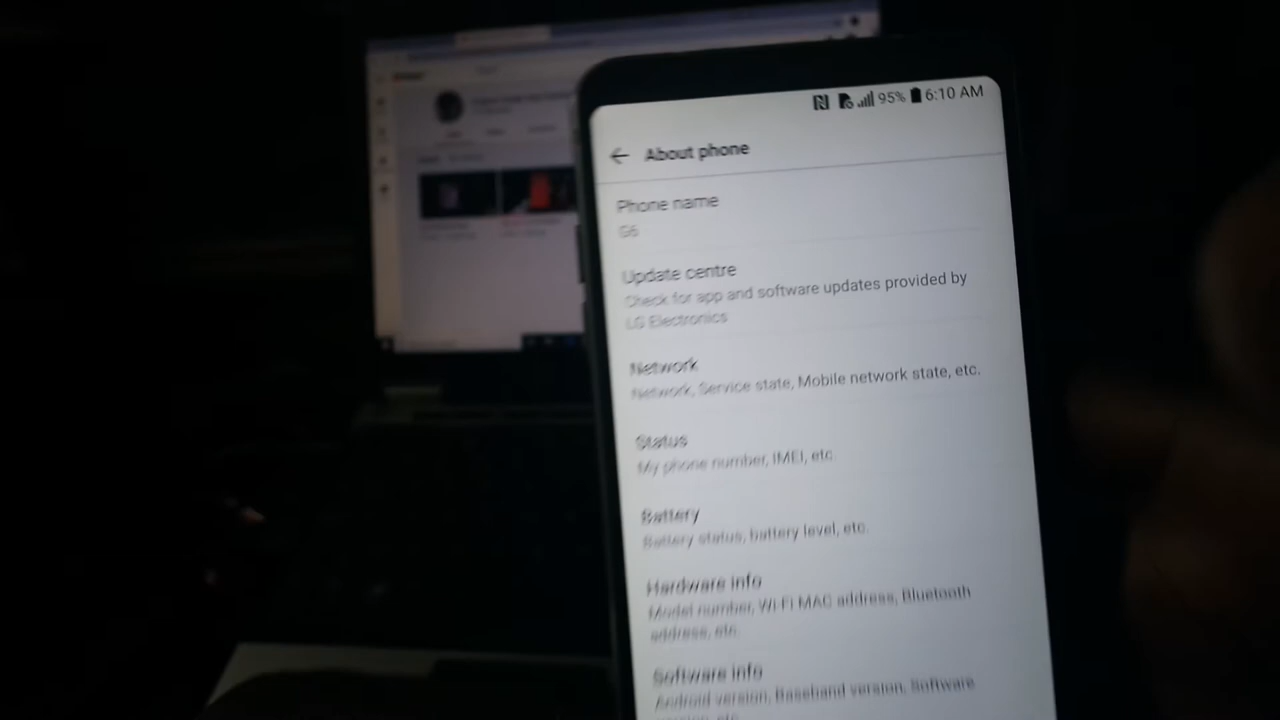 95% 6:10 AM
About phone
Phone name
G6
Update centre
Check for app and software updates provided by
LG Electronics
Network
Network, Service state, Mobile network state, etc.
Status
My phone number, IMEI, etc.
Battery
Battery status, battery level, etc.
Hardware info
Model number, Wi-Fi MAC address, Bluetooth
address, etc.
Software info
Android version, Baseband version, Software
version, etc.